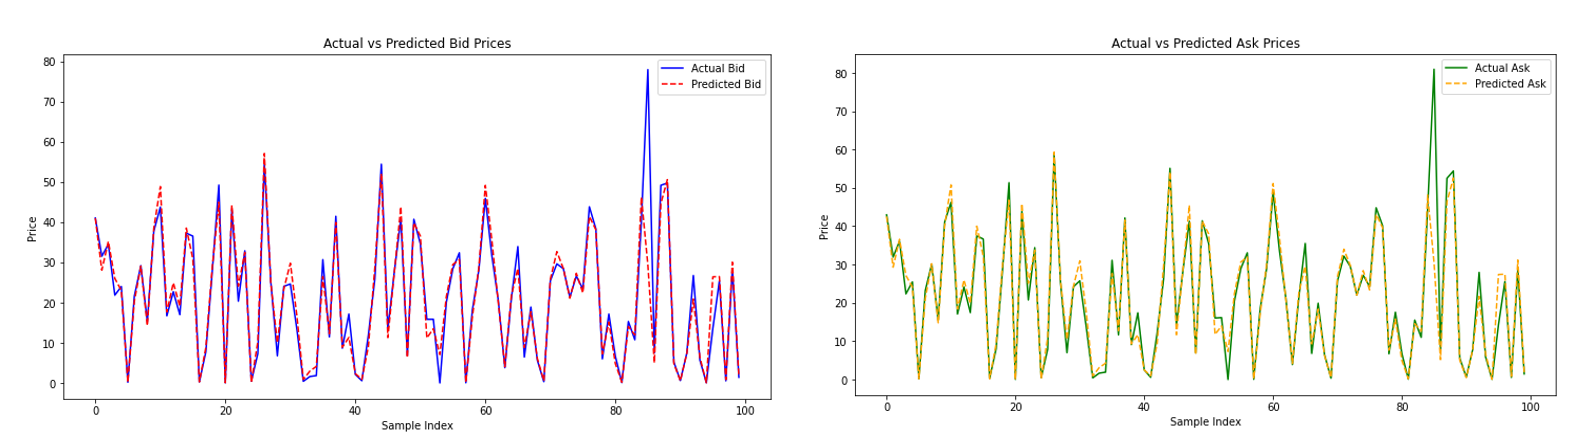 Actual vs Predicted Bid Prices
Actual Bid
Predicted Bid
Price
80
70
60
50
40
30
20
10
0
0 20 40 60 80 100
Sample Index
Actual vs Predicted Ask Prices
Actual Ask
Predicted Ask
Price
80
70
60
50
40
30
20
10
0
0 20 40 60 80 100
Sample Index